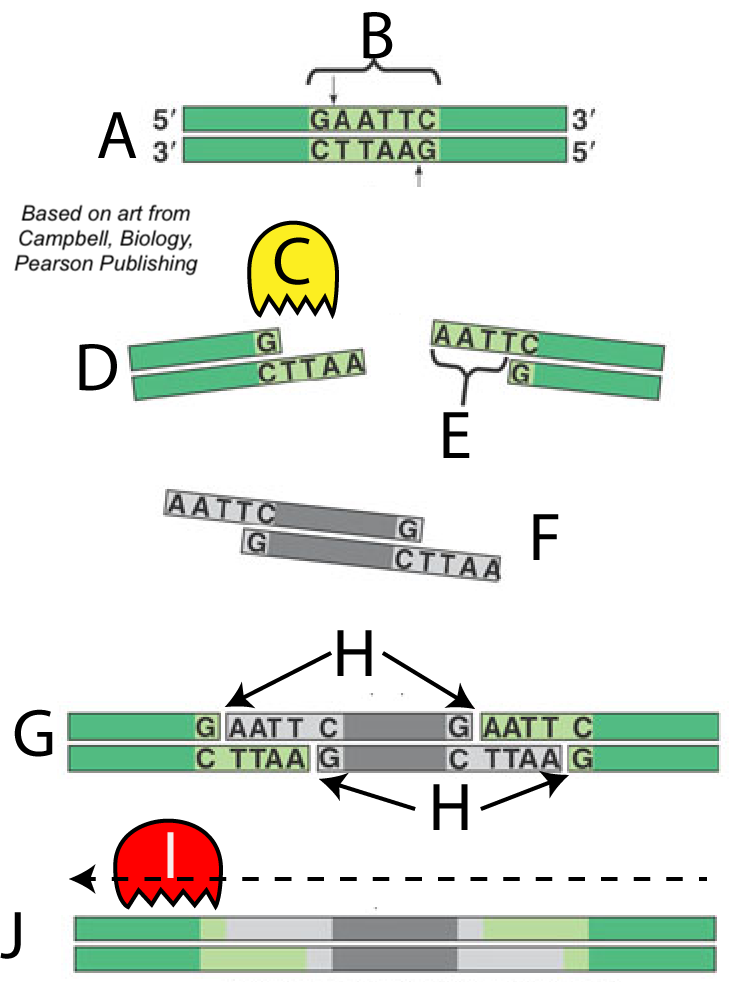 B
A 5′ GAATTC 3′
3′ CTTAAG 5′
Based on art from
Campbell, Biology,
Pearson Publishing
C
D G AATTC
CTTAA G
E
AATTC G F
G CTTAA
H
G G AATT C G AATT C
C TTAA G C TTAA G
H
I
J